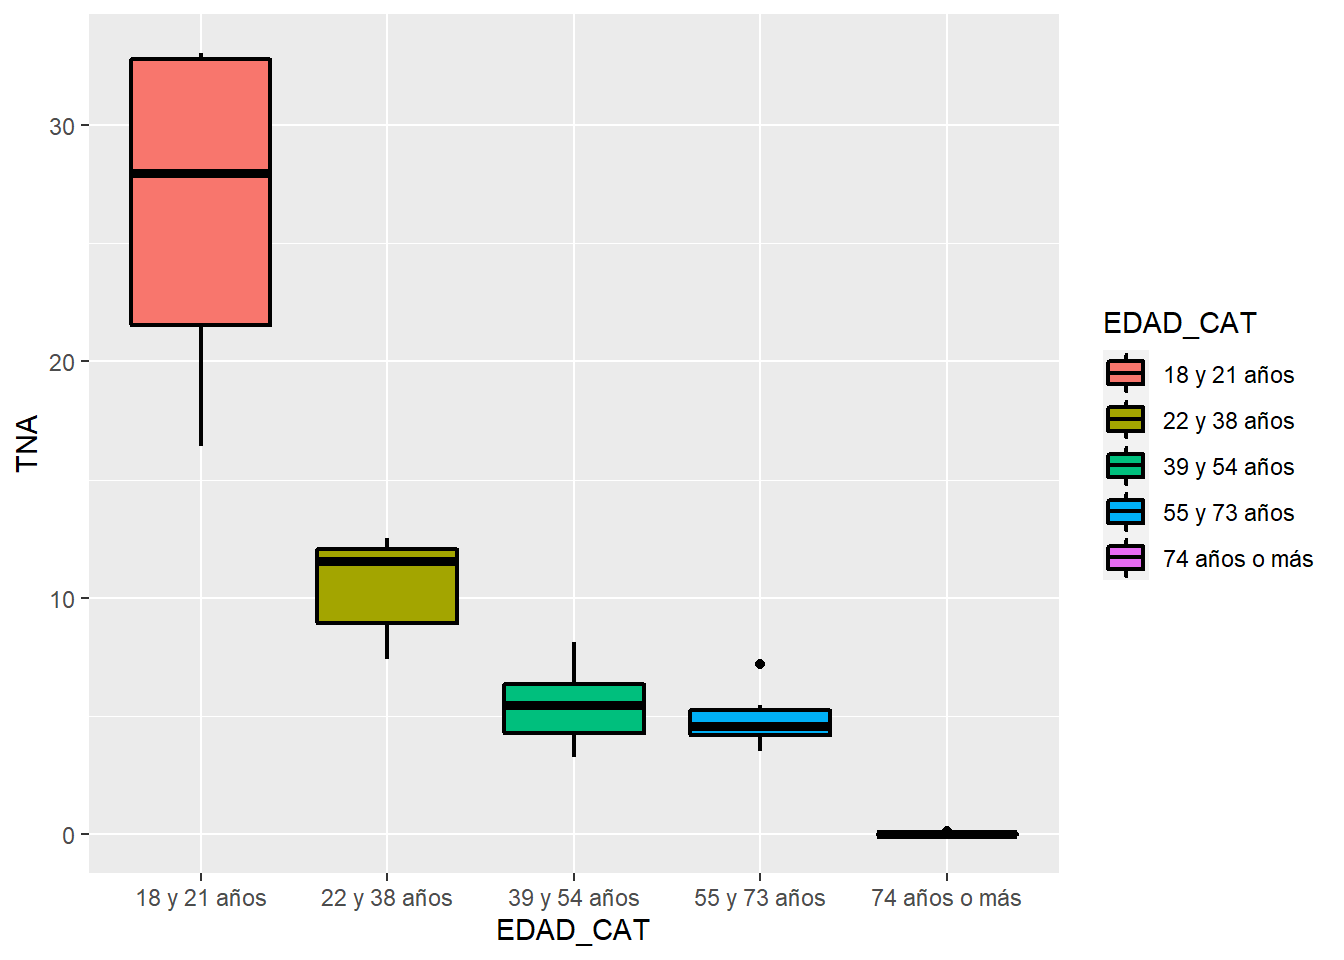 TNA
30
20
10
0
18 y 21 años
22 y 38 años
39 y 54 años
55 y 73 años
74 años o más
EDAD_CAT
EDAD_CAT
18 y 21 años
22 y 38 años
39 y 54 años
55 y 73 años
74 años o más